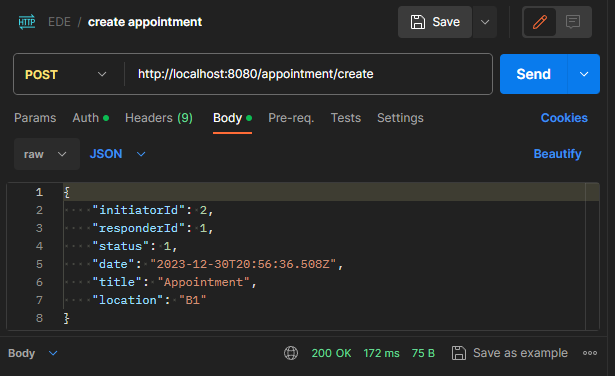 HTTP EDE / create appointment Save
POST http://localhost:8080/appointment/create Send
Params Auth Headers (9) Body Pre-req. Tests Settings Cookies
raw JSON Beautify
1 {
2 "initiatorId": 2,
3 "responderId": 1,
4 "status": 1,
5 "date": "2023-12-30T20:56:36.508Z",
6 "title": "Appointment",
7 "location": "B1"
8 }
Body 200 OK 172 ms 75 B Save as example